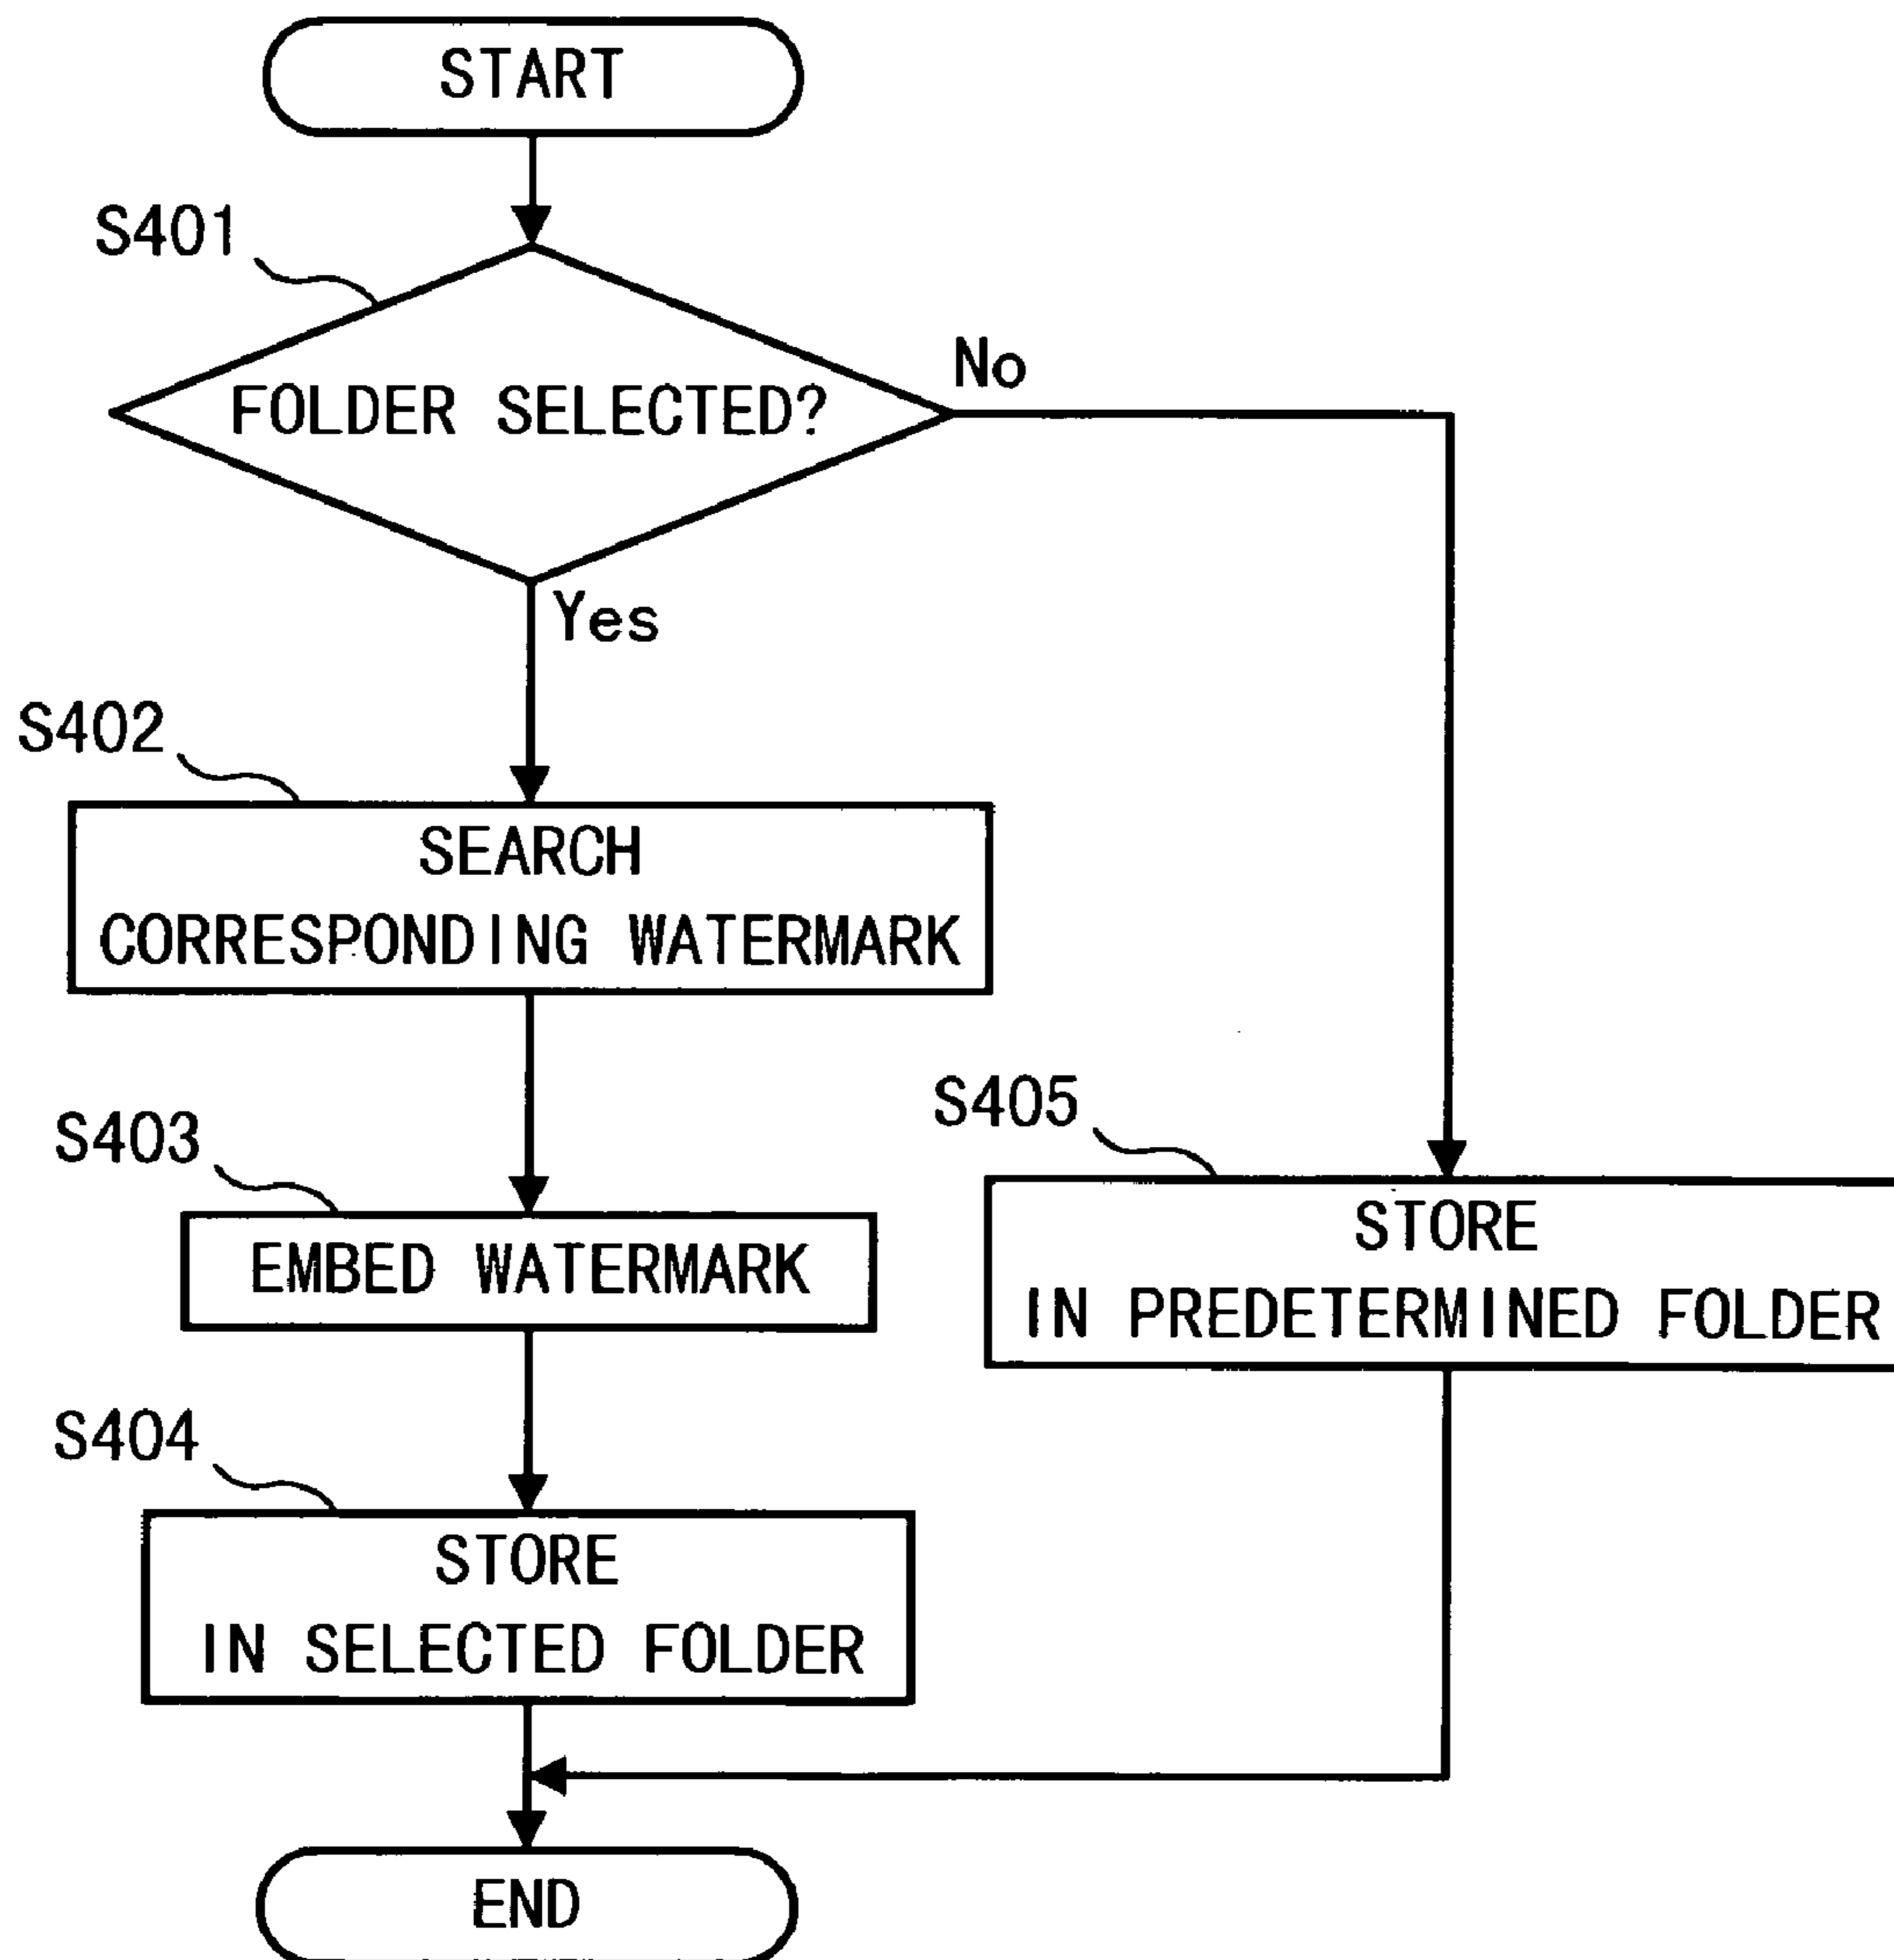 START
S401
FOLDER SELECTED?
No
Yes
S402
SEARCH
CORRESPONDING WATERMARK
S403
EMBED WATERMARK
S405
STORE
IN PREDETERMINED FOLDER
S404
STORE
IN SELECTED FOLDER
END